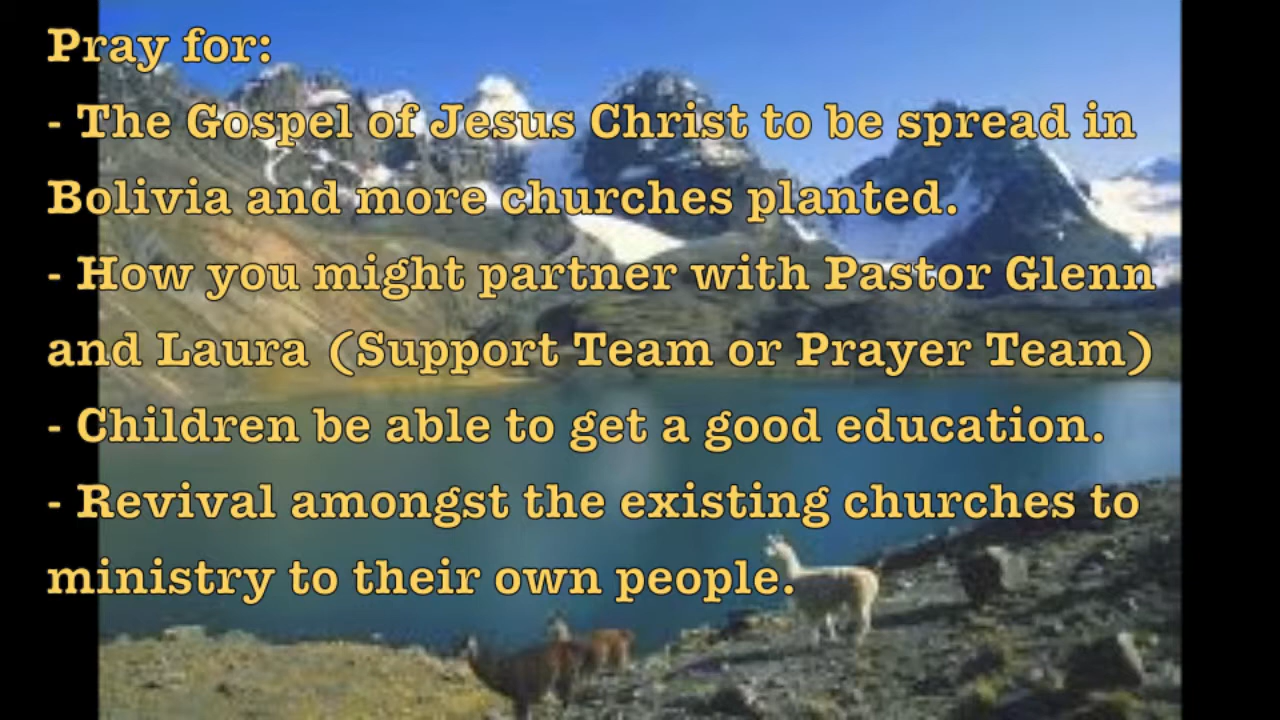 Pray for:
- The Gospel of Jesus Christ to be spread in
Bolivia and more churches planted.
- How you might partner with Pastor Glenn
and Laura (Support Team or Prayer Team)
- Children be able to get a good education.
- Revival amongst the existing churches to
ministry to their own people.